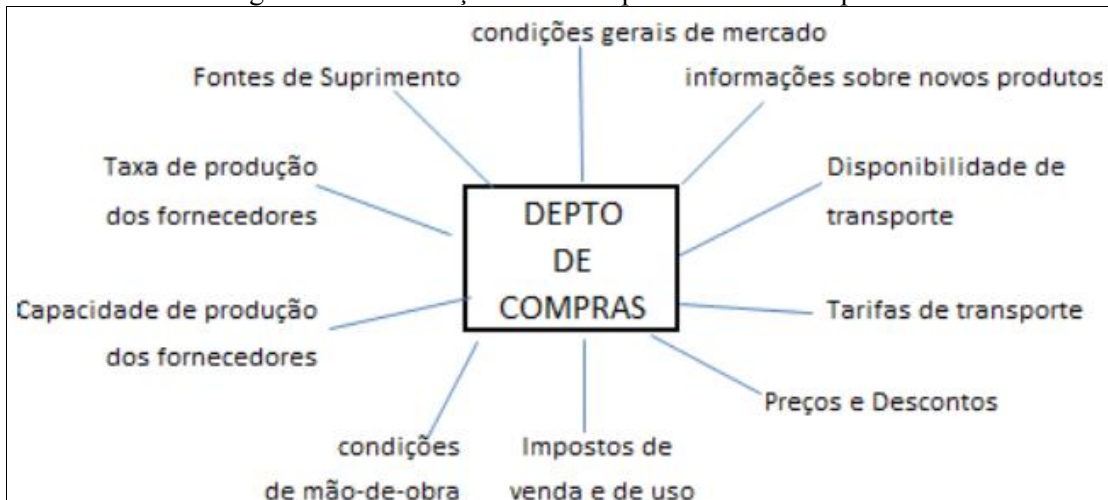 condições gerais de mercado
Fontes de Suprimento
informações sobre novos produtos
Taxa de produção
dos fornecedores
Disponibilidade de
transporte
DEPTO
DE
COMPRAS
Capacidade de produção
dos fornecedores
Tarifas de transporte
Preços e Descontos
condições
de mão-de-obra
Impostos de
venda e de uso